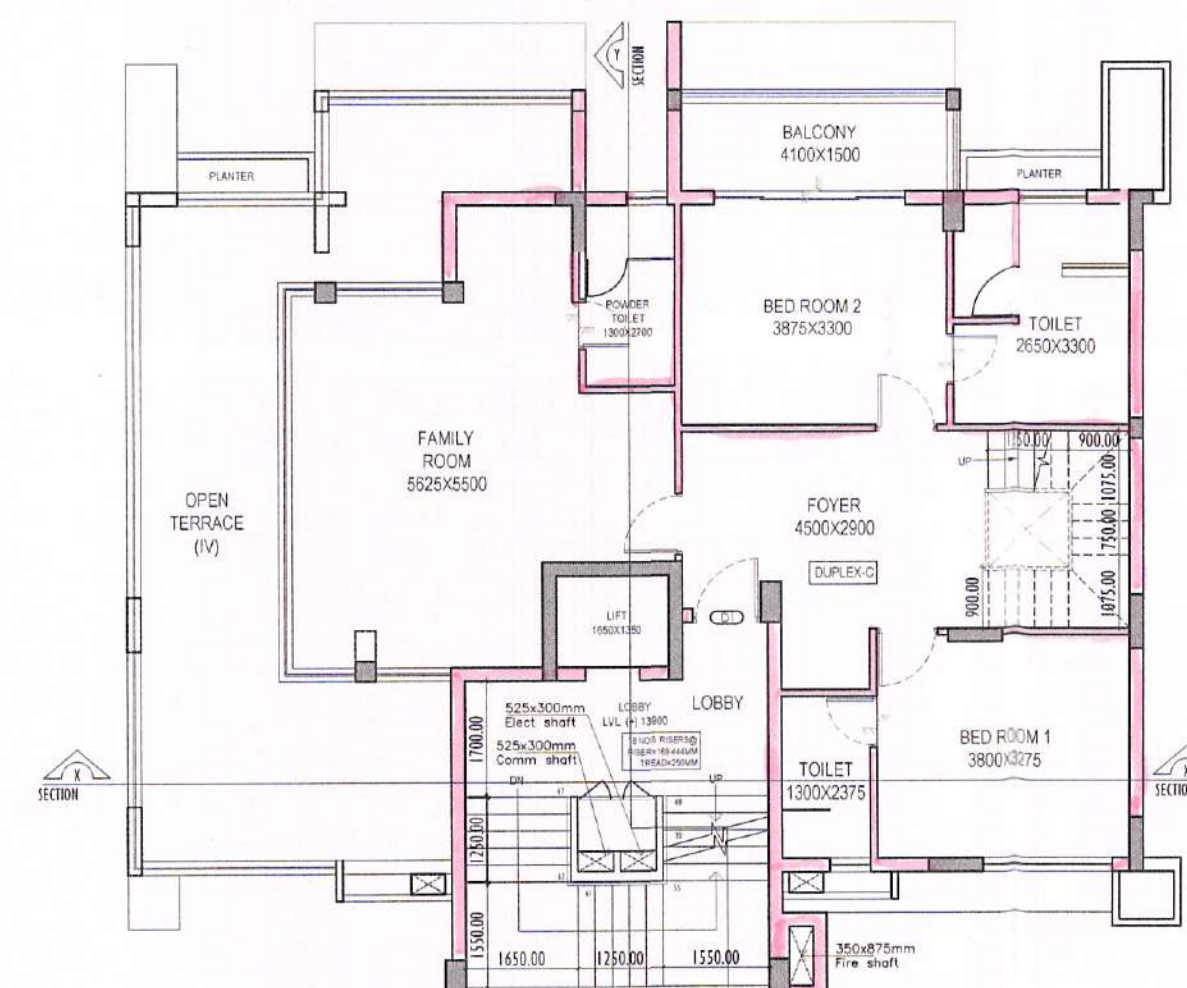 Y
SECTION
BALCONY
4100X1500
PLANTER
PLANTER
POWDER
TOILET
1300X2700
BED ROOM 2
3875X3300
TOILET
2650X3300
FAMILY
ROOM
5625X5500
OPEN
TERRACE
(IV)
FOYER
4500X2900
DUPLEX-C
UP
900.00
1075.00
750.00
1075.00
900.00
D1
LIFT
1650X1350
LOBBY
LOBBY
LVL (+) 13900
525x300mm
Elect shaft
525x300mm
Comm shaft
TREAD=250MM
DN
UP
1700.00
1250.00
1550.00
1650.00
1250.00
1550.00
TOILET
1300X2375
BED ROOM 1
3800X3275
350x875mm
Fire shaft
X
SECTION
X
SECTIO